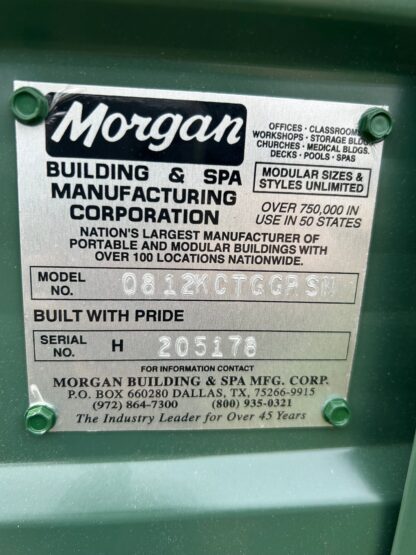 Morgan
BUILDING & SPA
MANUFACTURING
CORPORATION
OFFICES • CLASSROOMS
WORKSHOPS • STORAGE BLDG
CHURCHES • MEDICAL BLDGS.
DECKS • POOLS • SPAS
MODULAR SIZES &
STYLES UNLIMITED
OVER 750,000 IN
USE IN 50 STATES
NATION'S LARGEST MANUFACTURER OF
PORTABLE AND MODULAR BUILDINGS WITH
OVER 100 LOCATIONS NATIONWIDE.
MODEL NO. 0812KCTGGRSM
BUILT WITH PRIDE
SERIAL NO. H 205178
FOR INFORMATION CONTACT
MORGAN BUILDING & SPA MFG. CORP.
P.O. BOX 660280 DALLAS, TX, 75266-9915
(972) 864-7300 (800) 935-0321
The Industry Leader for Over 45 Years